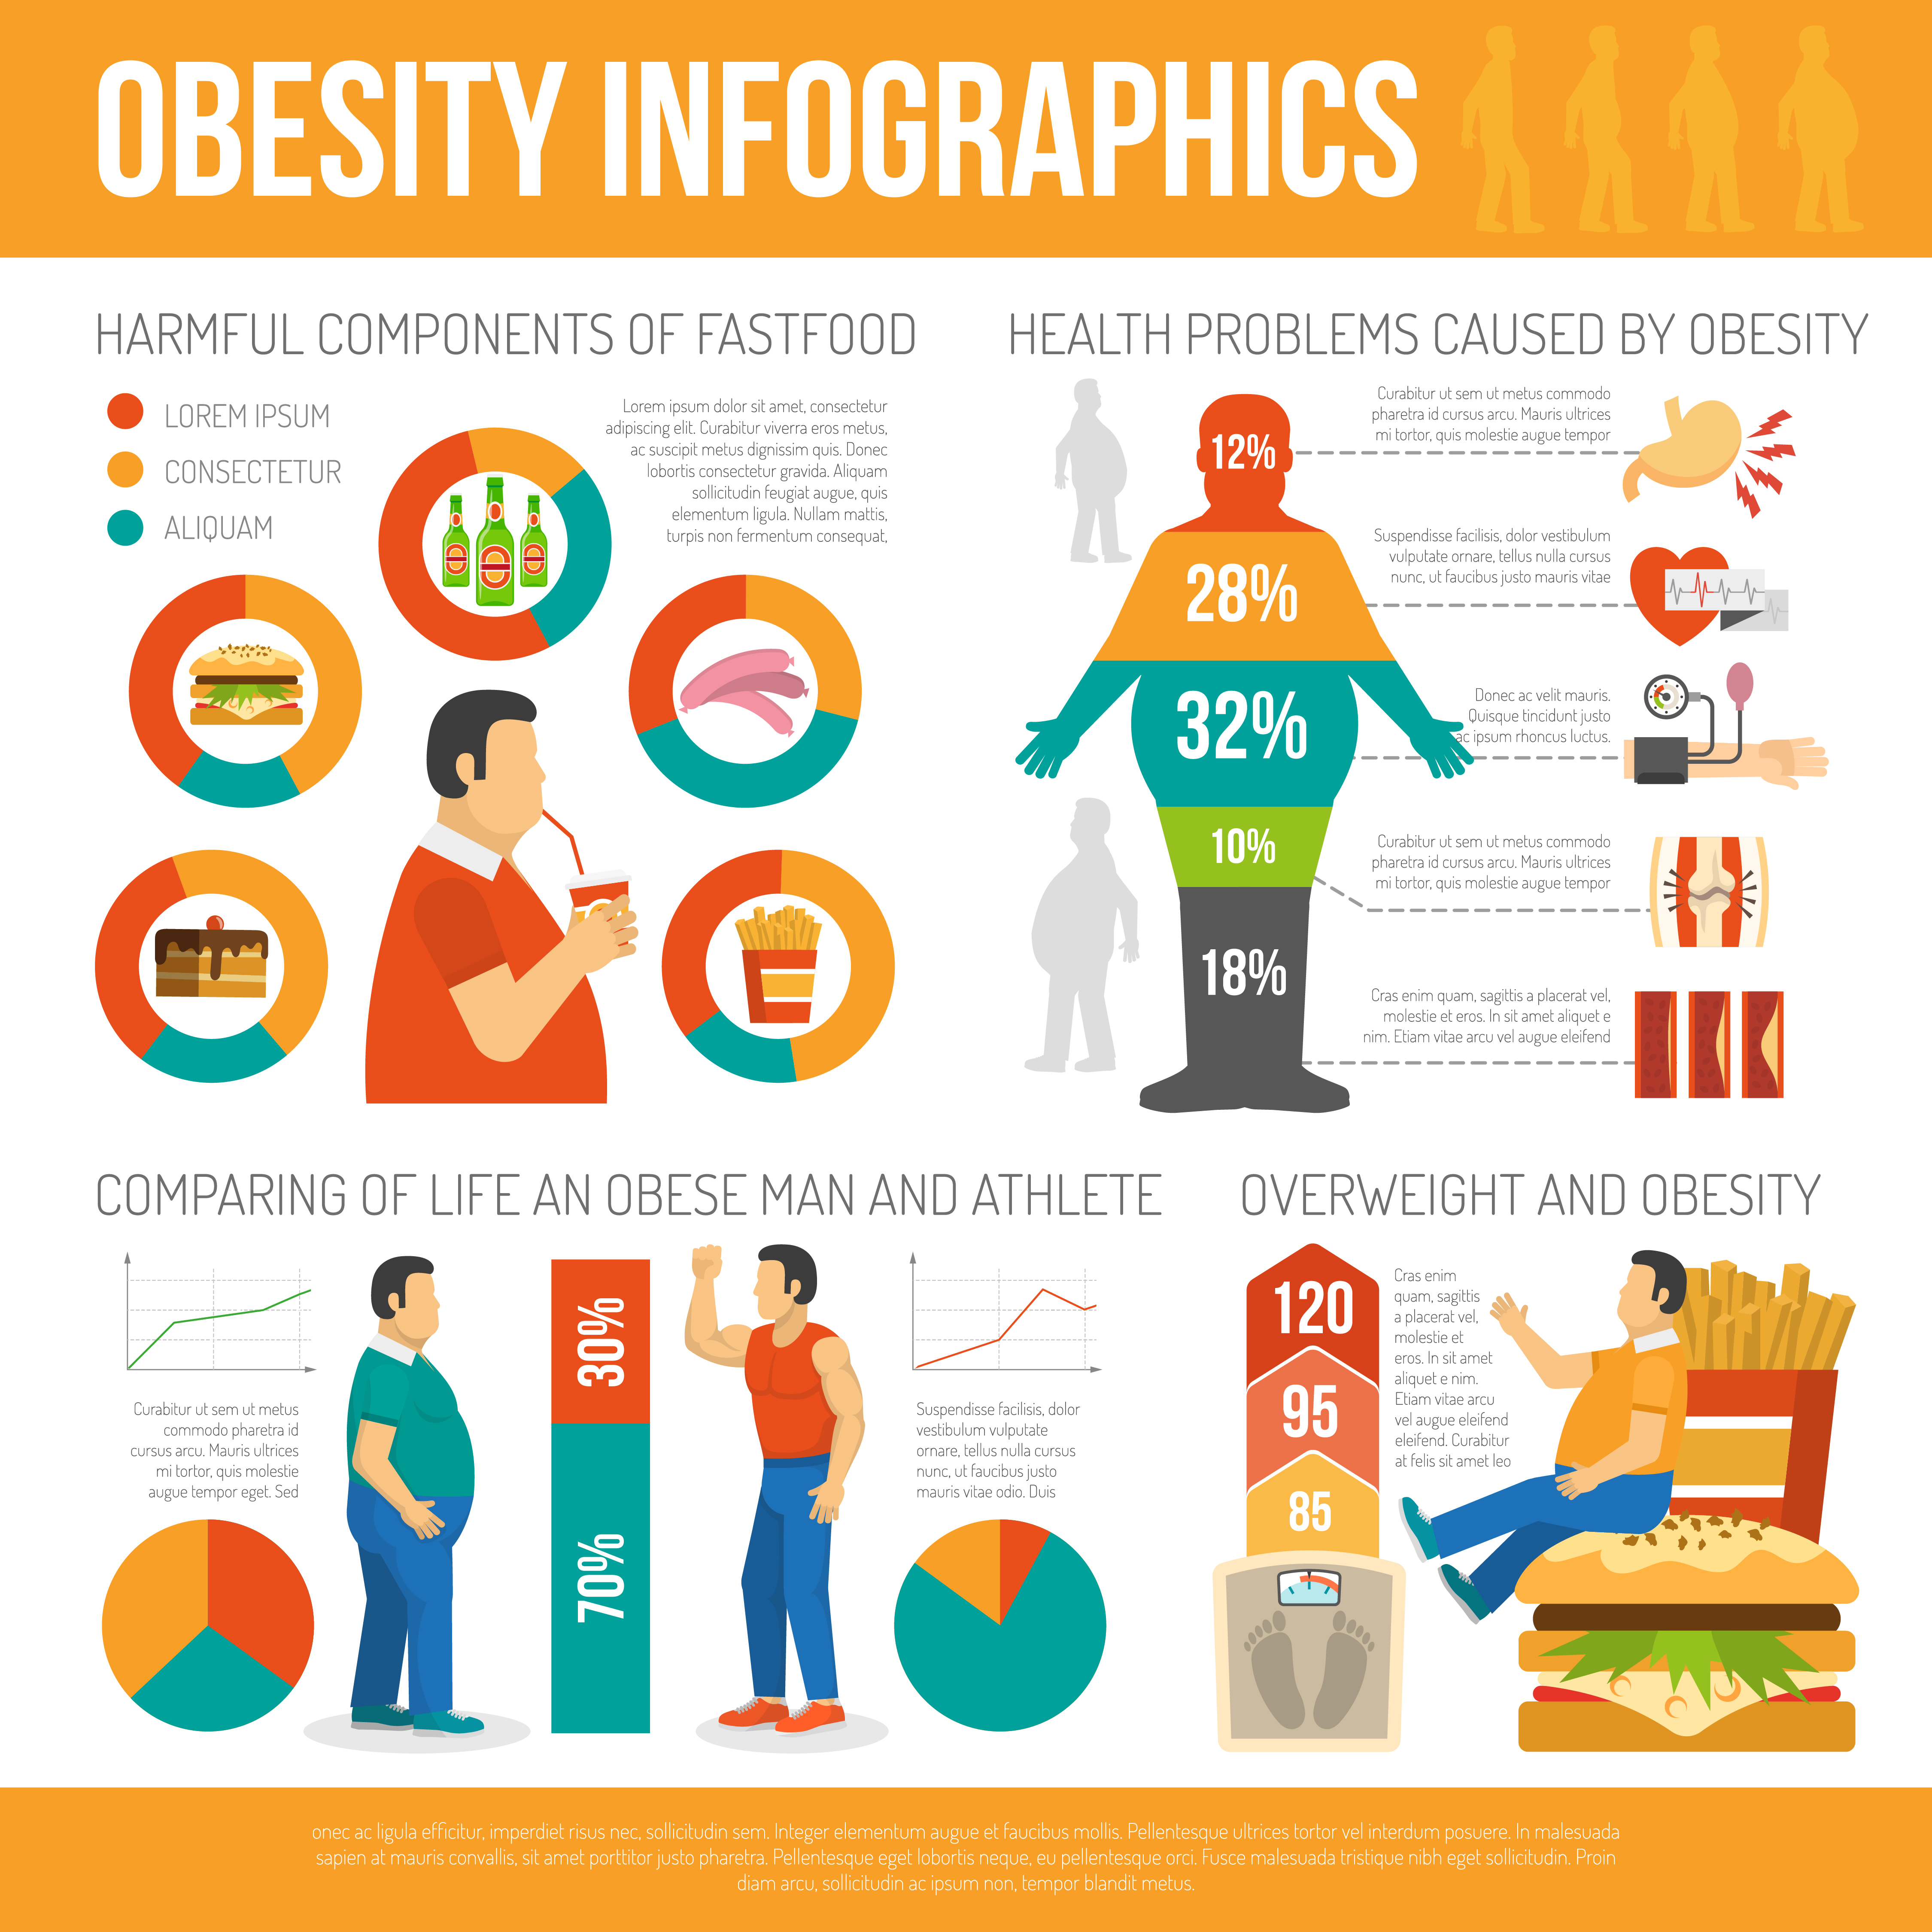 OBESITY INFOGRAPHICS
HARMFUL COMPONENTS OF FASTFOOD
LOREM IPSUM
CONSECTETUR
ALIQUAM
Lorem ipsum dolor sit amet, consectetur
adipiscing elit. Curabitur viverra eros metus,
ac suscipit metus dignissim quis. Donec
lobortis consectetur gravida. Aliquam
sollicitudin feugiat augue, quis
elementum ligula. Nullam mattis,
turpis non fermentum consequat,
HEALTH PROBLEMS CAUSED BY OBESITY
12%
Curabitur ut sem ut metus commodo
pharetra id cursus arcu. Mauris ultrices
mi tortor, quis molestie augue tempor
28%
Suspendisse facilisis, dolor vestibulum
vulputate ornare, tellus nulla cursus
nunc, ut faucibus justo mauris vitae
32%
Donec ac velit mauris.
Quisque tincidunt justo
ac ipsum rhoncus luctus.
10%
Curabitur ut sem ut metus commodo
pharetra id cursus arcu. Mauris ultrices
mi tortor, quis molestie augue tempor
18%
Cras enim quam, sagittis a placerat vel,
molestie et eros. In sit amet aliquet e
nim. Etiam vitae arcu vel augue eleifend
COMPARING OF LIFE AN OBESE MAN AND ATHLETE
Curabitur ut sem ut metus
commodo pharetra id
cursus arcu. Mauris ultrices
mi tortor, quis molestie
augue tempor eget. Sed
30%
70%
Suspendisse facilisis, dolor
vestibulum vulputate
ornare, tellus nulla cursus
nunc, ut faucibus justo
mauris vitae odio. Duis
OVERWEIGHT AND OBESITY
120
95
85
Cras enim
quam, sagittis
a placerat vel,
molestie et
eros. In sit amet
aliquet e nim.
Etiam vitae arcu
vel augue eleifend
eleifend. Curabitur
at felis sit amet leo
onec ac ligula efficitur, imperdiet risus nec, sollicitudin sem. Integer elementum augue et faucibus mollis. Pellentesque ultrices tortor vel interdum posuere. In malesuada
sapien at mauris convallis, sit amet porttitor justo pharetra. Pellentesque eget lobortis neque, eu pellentesque orci. Fusce malesuada tristique nibh eget sollicitudin. Proin
diam arcu, sollicitudin ac ipsum non, tempor blandit metus.